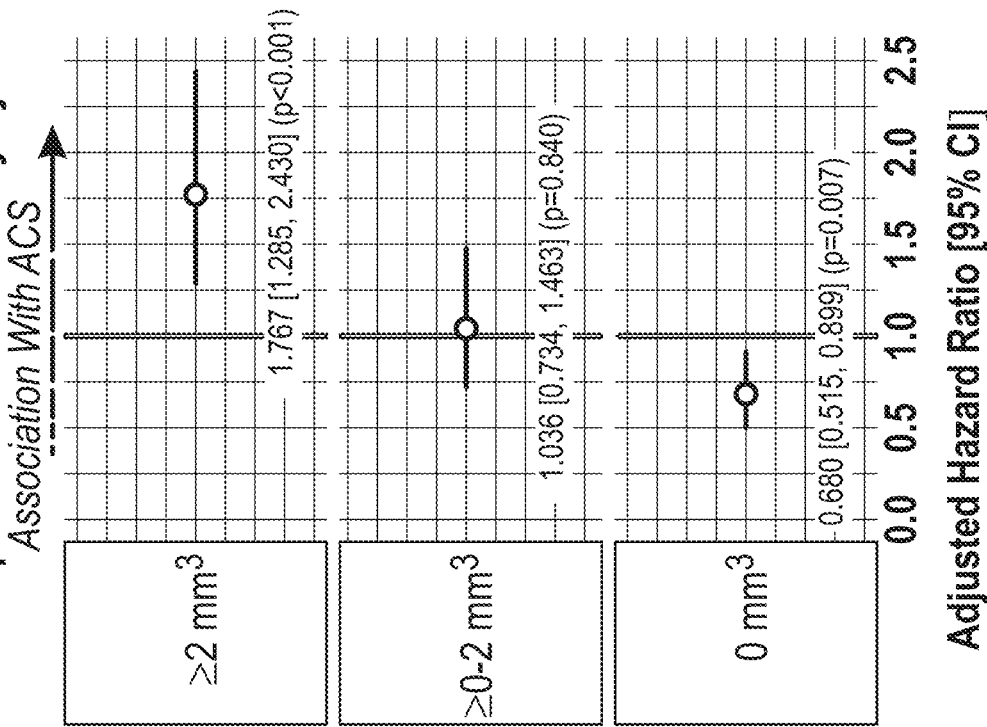 Association With ACS
≥2 mm³
1.767 [1.285, 2.430] (p<0.001)
≥0-2 mm³
1.036 [0.734, 1.463] (p=0.840)
0 mm³
0.680 [0.515, 0.899] (p=0.007)
0.0 0.5 1.0 1.5 2.0 2.5
Adjusted Hazard Ratio [95% CI]